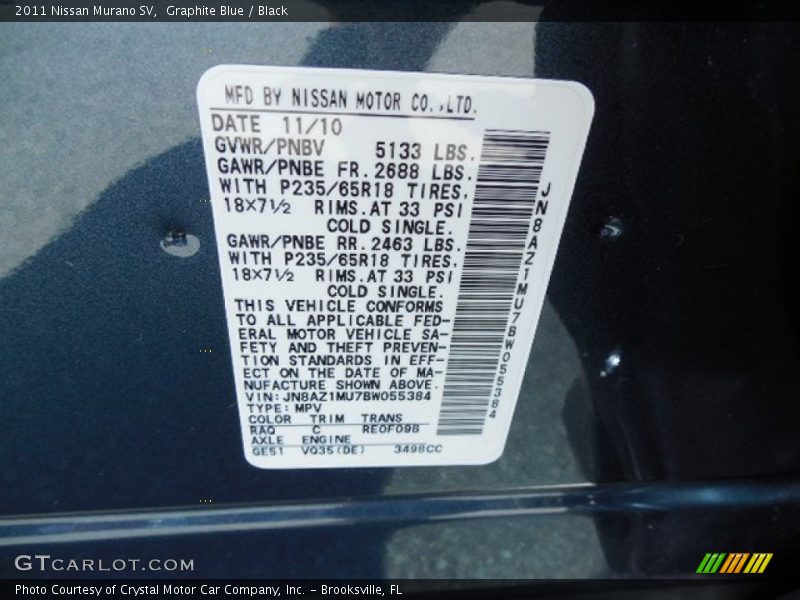 2011 Nissan Murano SV, Graphite Blue / Black
MFD BY NISSAN MOTOR CO.,LTD.
DATE 11/10
GVWR/PNBV 5133 LBS.
GAWR/PNBE FR. 2688 LBS.
WITH P235/65R18 TIRES,
18×7½ RIMS.AT 33 PSI
COLD SINGLE.
GAWR/PNBE RR. 2463 LBS.
WITH P235/65R18 TIRES.
18×7½ RIMS.AT 33 PSI
COLD SINGLE.
THIS VEHICLE CONFORMS
TO ALL APPLICABLE FED-
ERAL MOTOR VEHICLE SA-
FETY AND THEFT PREVEN-
TION STANDARDS IN EFF-
ECT ON THE DATE OF MA-
NUFACTURE SHOWN ABOVE.
VIN:JN8AZ1MU7BW055384
TYPE: MPV
COLOR TRIM TRANS
RAQ C RE0F09B
AXLE ENGINE
GE51 VQ35(DE) 3498CC
JN8AZ1MU7BW055384
GTCARLOT.COM
Photo Courtesy of Crystal Motor Car Company, Inc. – Brooksville, FL